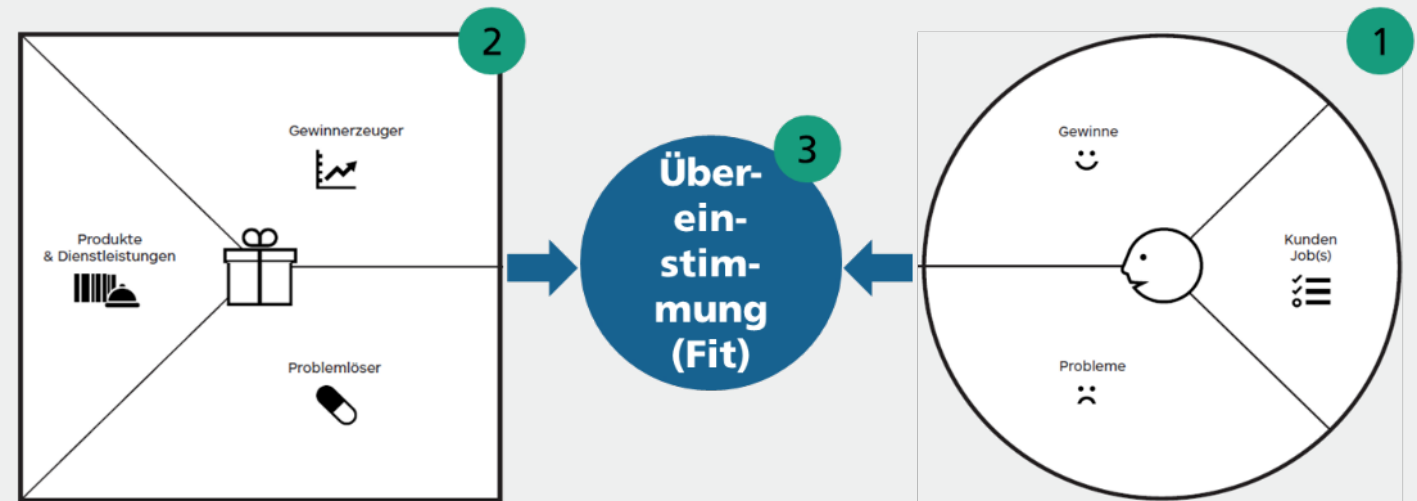 2
Gewinnerzeuger
Produkte
& Dienstleistungen
Problemlöser
3
Über-
ein-
stim-
mung
(Fit)
1
Gewinne
Kunden
Job(s)
Probleme